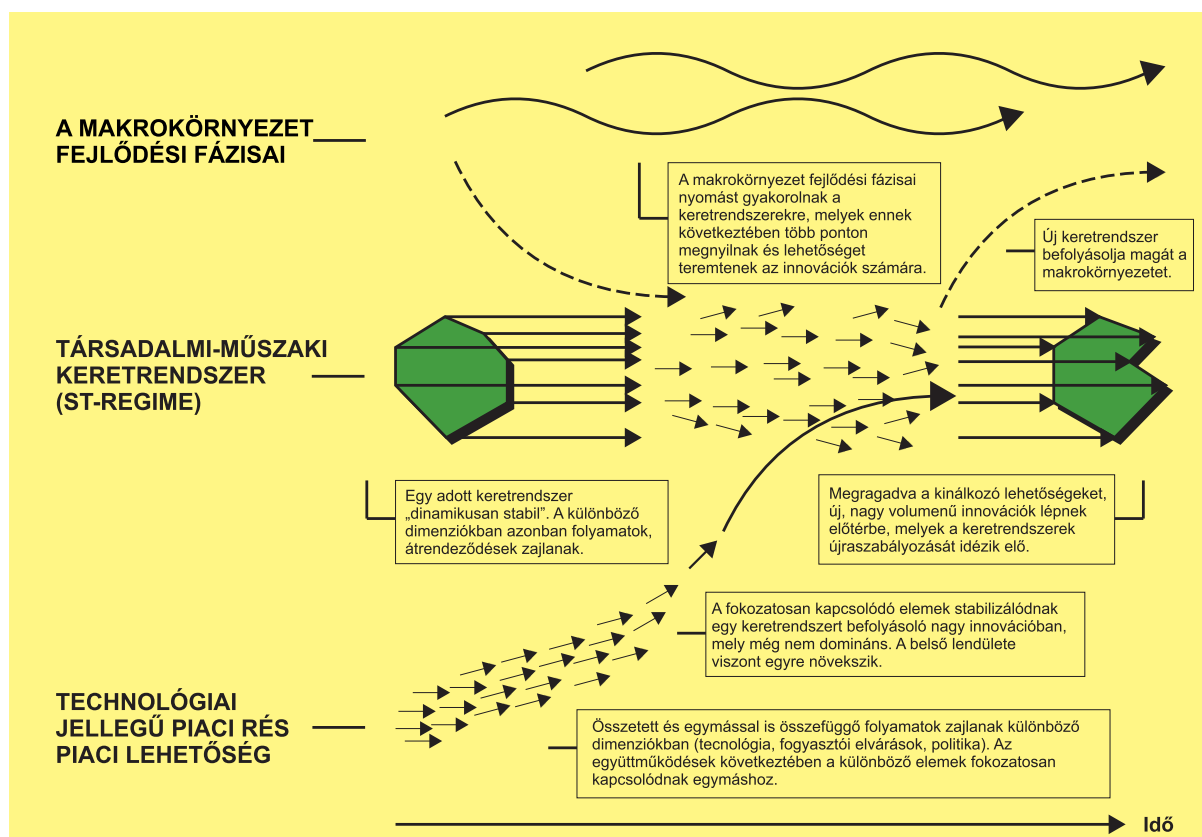 A MAKROKÖRNYEZET
FEJLŐDÉSI FÁZISAI
A makrokörnyezet fejlődési fázisai
nyomást gyakorolnak a
keretrendszerekre, melyek ennek
következtében több ponton
megnyilnak és lehetőséget
teremtenek az innovációk számára.
Új keretrendszer
befolyásolja magát a
makrokörnyezetet.
TÁRSADALMI-MŰSZAKI
KERETRENDSZER
(ST-REGIME)
Egy adott keretrendszer
„dinamikusan stabil”. A különböző
dimenziókban azonban folyamatok,
átrendeződések zajlanak.
Megragadva a kinálkozó lehetőségeket,
új, nagy volumenű innovációk lépnek
előtérbe, melyek a keretrendszerek
újraszabályozását idézik elő.
A fokozatosan kapcsolódó elemek stabilizálódnak
egy keretrendszert befolyásoló nagy innovációban,
mely még nem domináns. A belső lendülete
viszont egyre növekszik.
TECHNOLÓGIAI
JELLEGŰ PIACI RÉS
PIACI LEHETŐSÉG
Összetett és egymással is összefüggő folyamatok zajlanak különböző
dimenziókban (tecnológia, fogyasztói elvárások, politika). Az
együttműködések következtében a különböző elemek fokozatosan
kapcsolódnak egymáshoz.
Idő